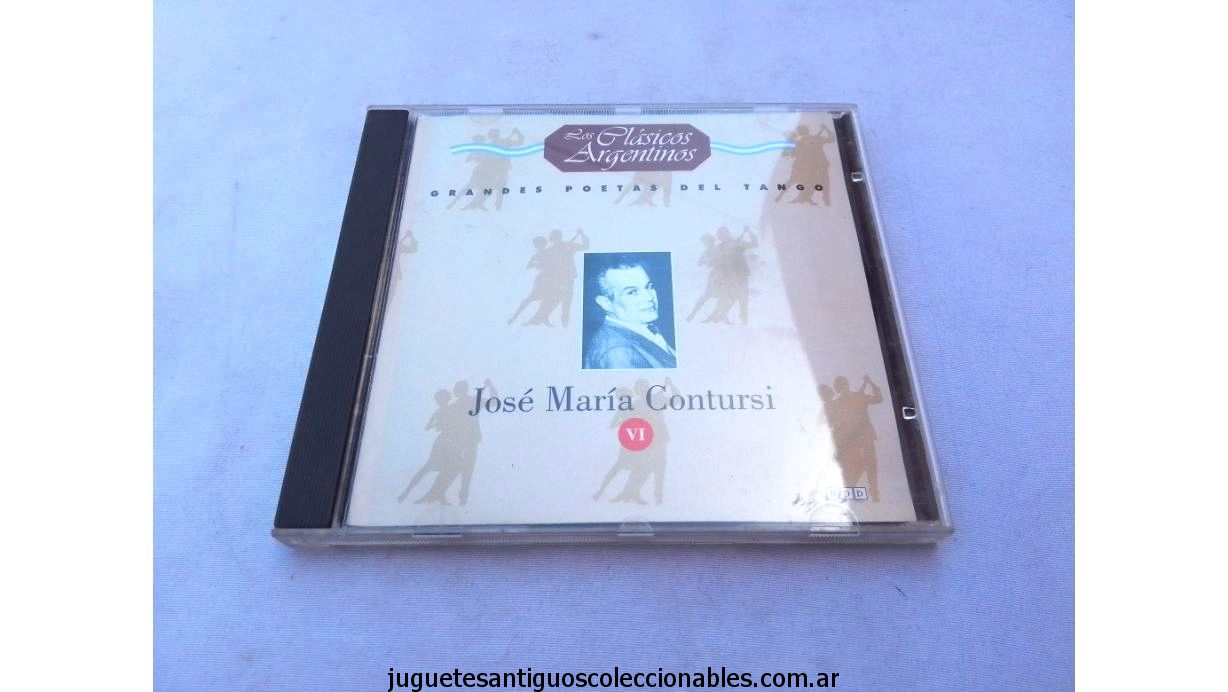 Los Clásicos
Argentinos
GRANDES POETAS DEL TANGO
José María Contursi
VI
DDD
juguetesantiguoscoleccionables.com.ar